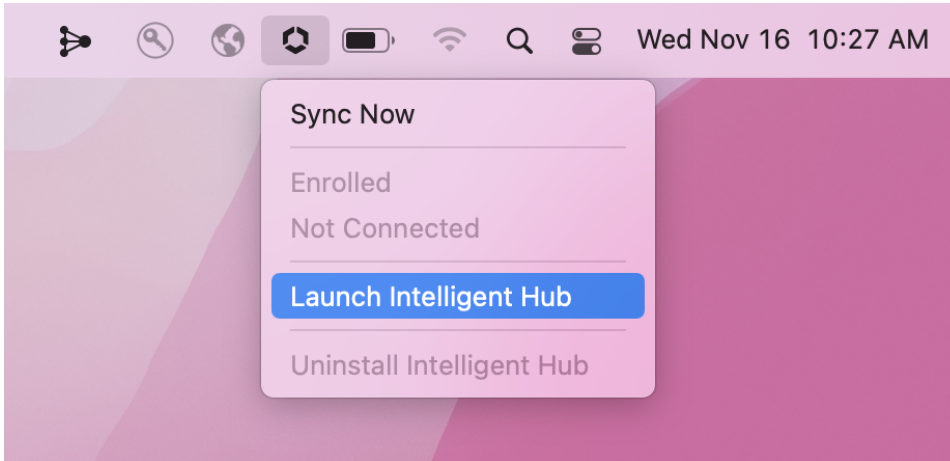 Wed Nov 16 10:27 AM
Sync Now
Enrolled
Not Connected
Launch Intelligent Hub
Uninstall Intelligent Hub